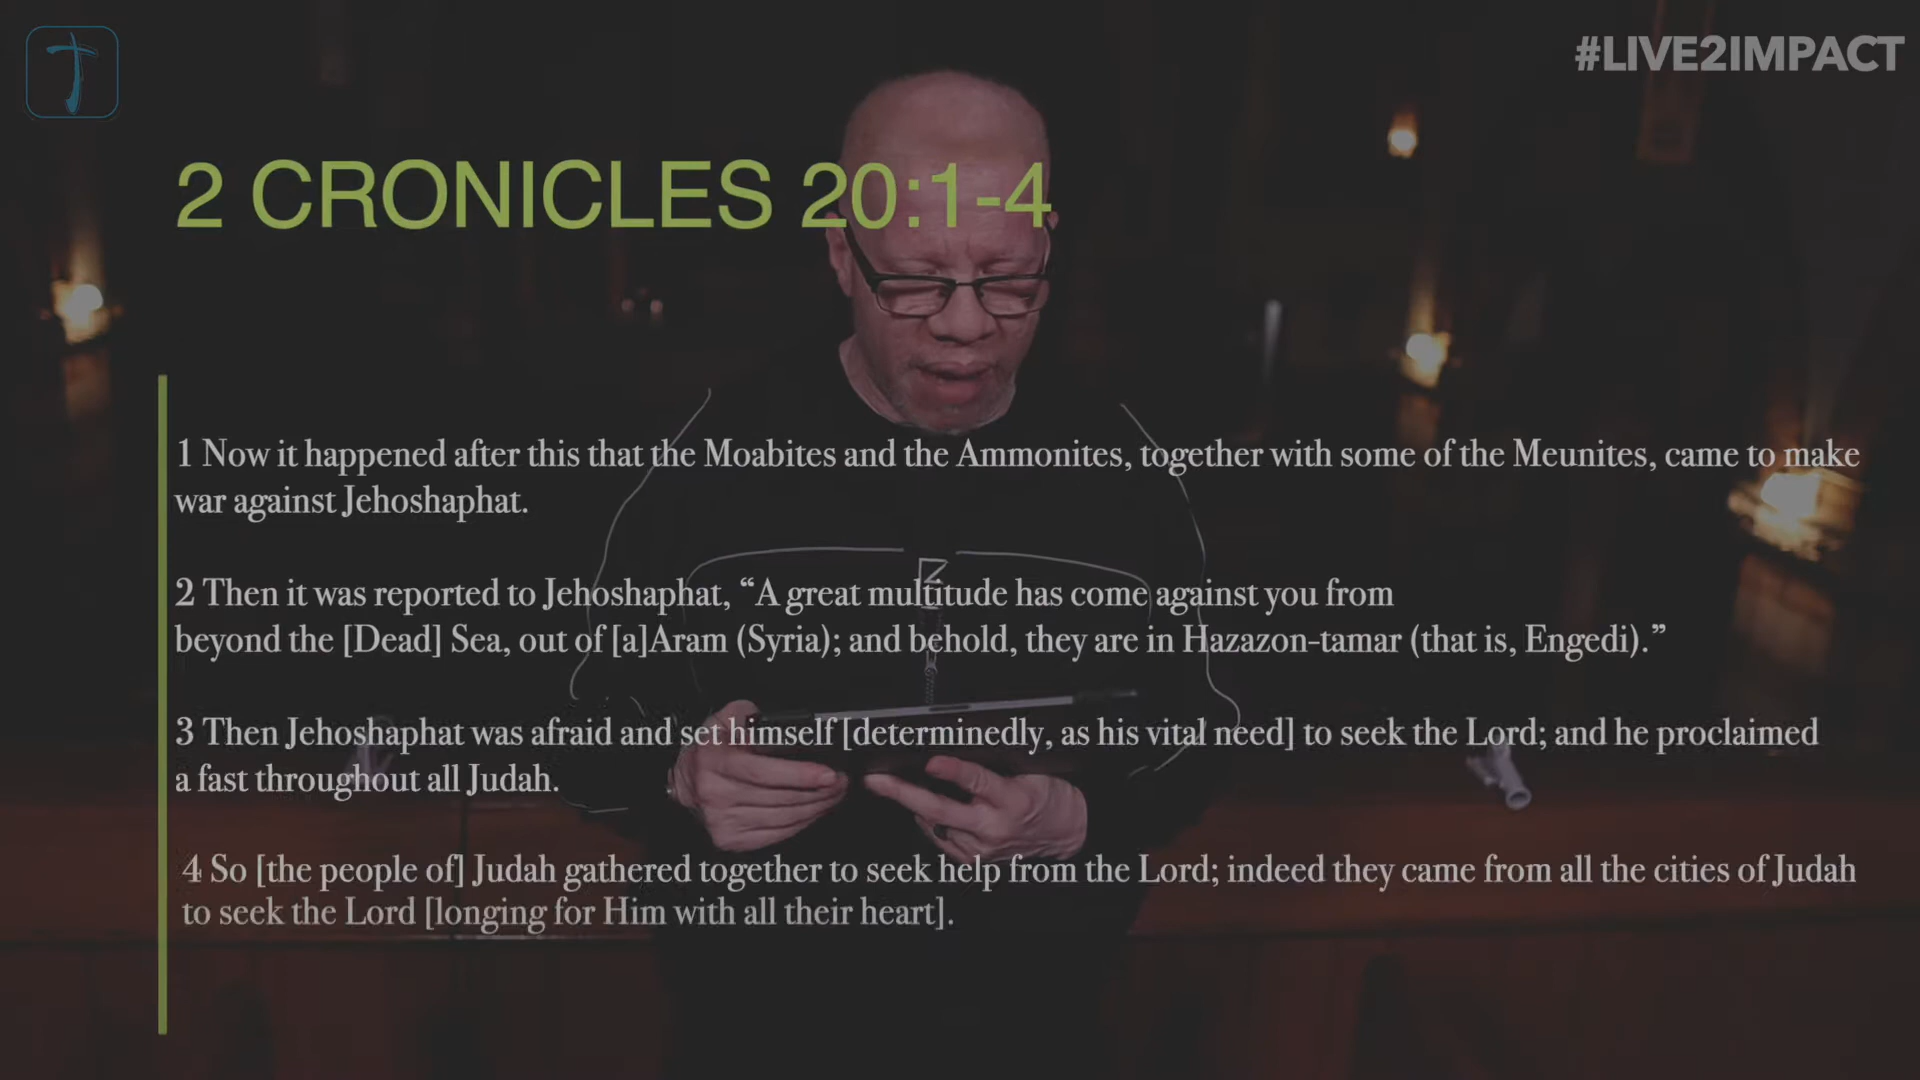 #LIVE2IMPACT
2 CRONICLES 20:1-4
1 Now it happened after this that the Moabites and the Ammonites, together with some of the Meunites, came to make
war against Jehoshaphat.
2 Then it was reported to Jehoshaphat, “A great multitude has come against you from
beyond the [Dead] Sea, out of [a]Aram (Syria); and behold, they are in Hazazon-tamar (that is, Engedi).”
3 Then Jehoshaphat was afraid and set himself [determinedly, as his vital need] to seek the Lord; and he proclaimed
a fast throughout all Judah.
4 So [the people of] Judah gathered together to seek help from the Lord; indeed they came from all the cities of Judah
to seek the Lord [longing for Him with all their heart].